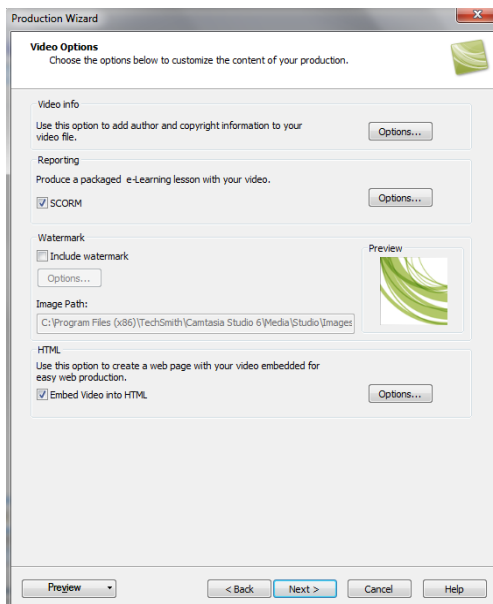 Production Wizard
Video Options
Choose the options below to customize the content of your production.
Video info
Use this option to add author and copyright information to your
video file.
Options...
Reporting
Produce a packaged e-Learning lesson with your video.
SCORM
Options...
Watermark
Include watermark
Options...
Preview
Image Path:
C:\Program Files (x86)\TechSmith\Camtasia Studio 6\Media\Studio\Images
HTML
Use this option to create a web page with your video embedded for
easy web production.
Embed Video into HTML
Options...
Preview
< Back
Next >
Cancel
Help